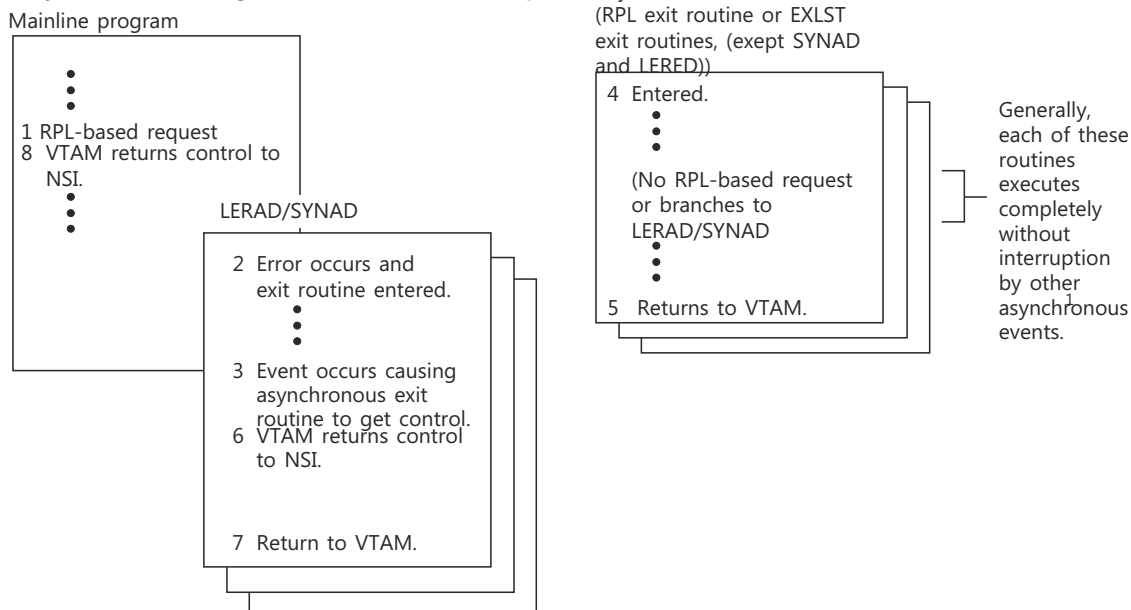 Mainline program
1 RPL-based request
8 VTAM returns control to
NSI.
LERAD/SYNAD
2 Error occurs and
exit routine entered.
3 Event occurs causing
asynchronous exit
routine to get control.
6 VTAM returns control
to NSI.
7 Return to VTAM.
(RPL exit routine or EXLST
exit routines, (exept SYNAD
and LERED))
4 Entered.
(No RPL-based request
or branches to
LERAD/SYNAD
5 Returns to VTAM.
Generally,
each of these
routines
executes
completely
without
interruption
by other
asynchronous
1
events.